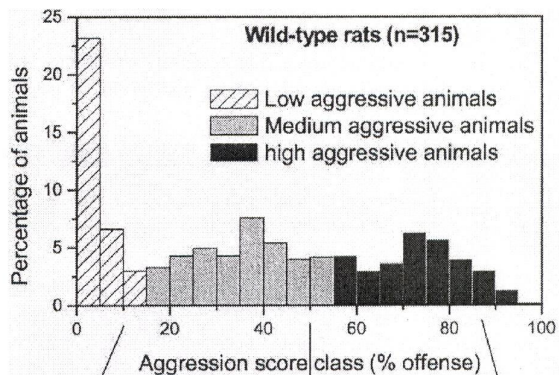 Wild-type rats (n=315)
Low aggressive animals
Medium aggressive animals
high aggressive animals
Percentage of animals
25
20
15
10
5
0
0 20 40 60 80 100
Aggression score class (% offense)